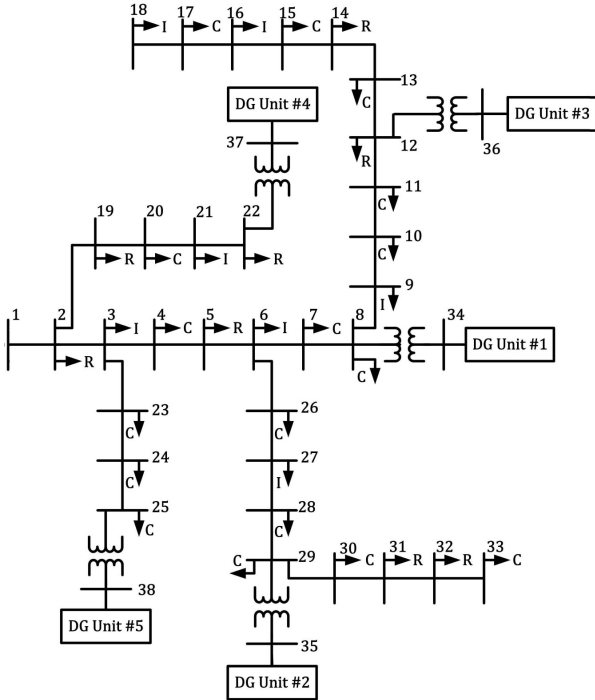 18 I 17 C 16 I 15 C 14 R
13
C
DG Unit #4
DG Unit #3
12
R
36
37
11
C
19 20 21 22
R C I R
10
C
9
I
1 2 3 I 4 C 5 R 6 I 7 C 8 34
DG Unit #1
R
C
23
C
26
C
24
C
27
I
25
C
28
C
C
29
30 C 31 R 32 R 33 C
38
DG Unit #5
35
DG Unit #2